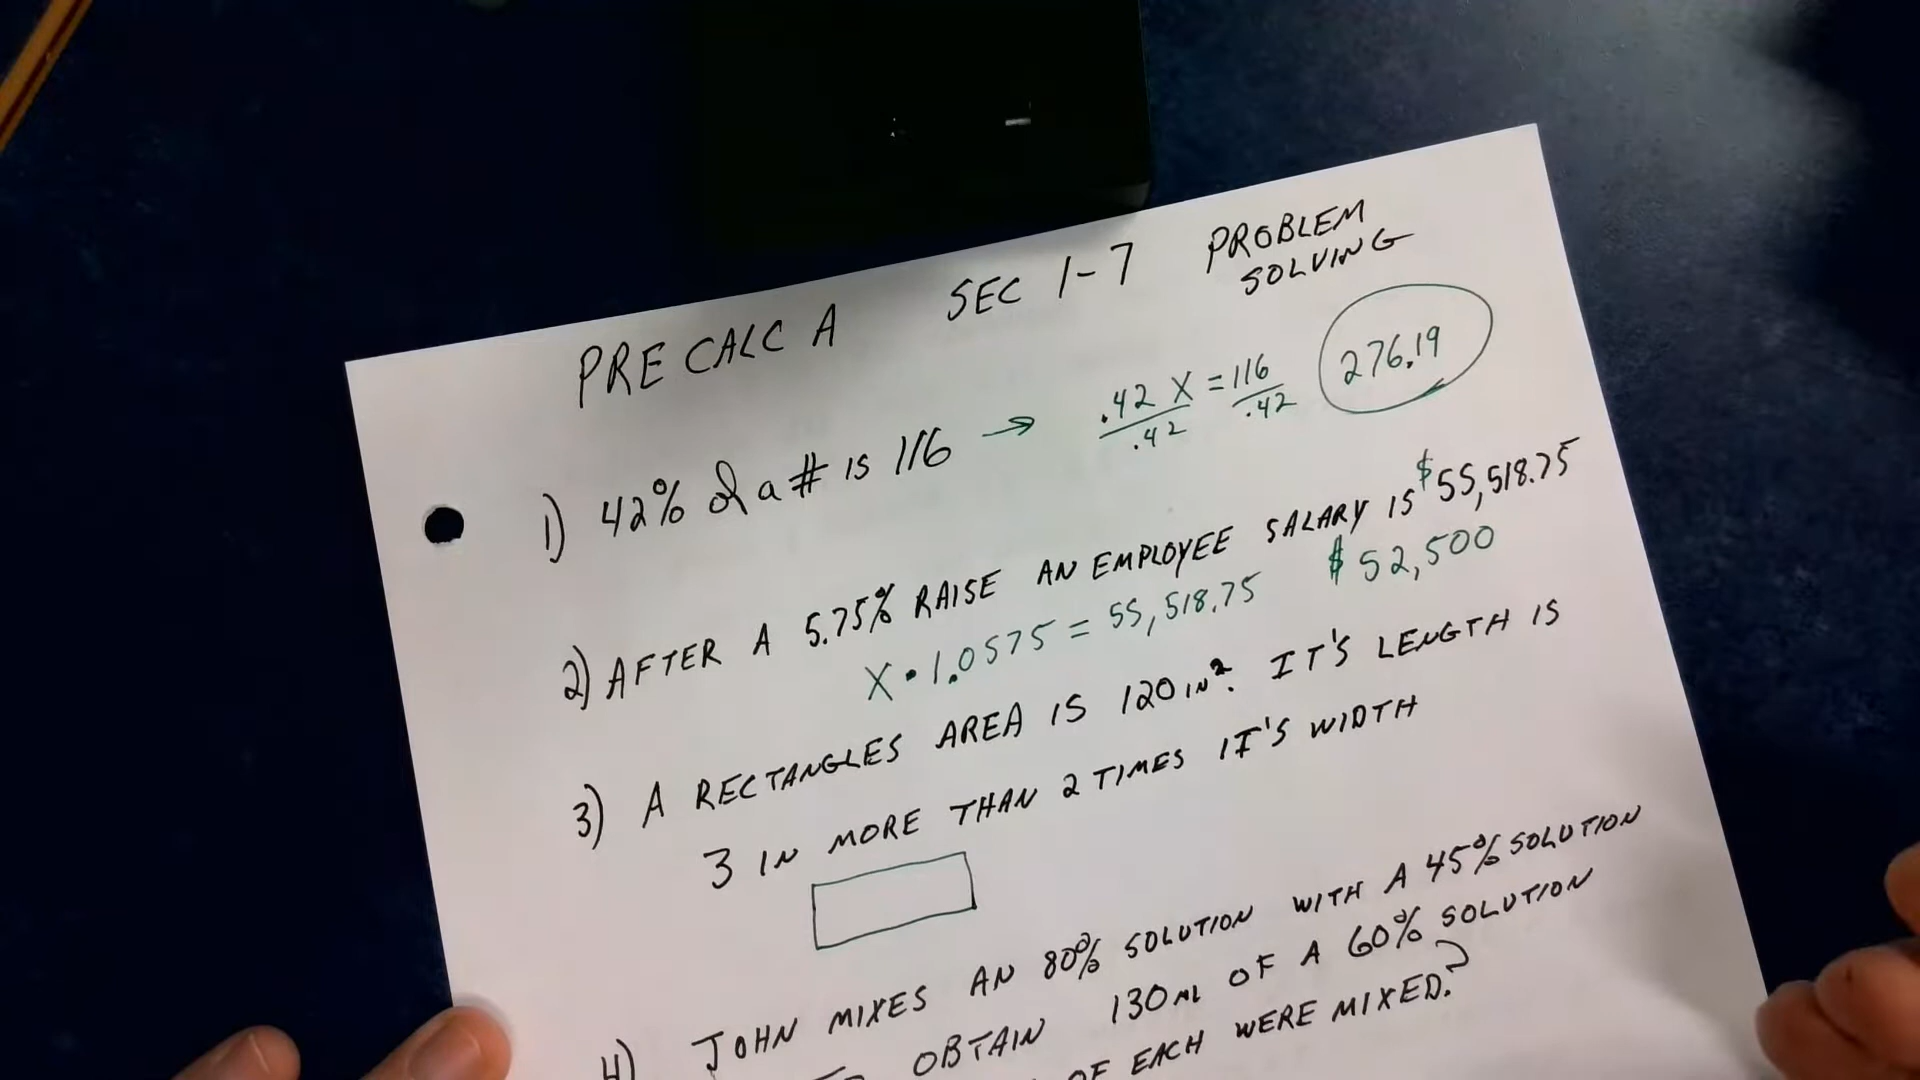 PRE CALC A SEC 1-7 PROBLEM
SOLVING
1) 42% of a # is 116 → .42 X = 116 276.19
.42 .42
2) AFTER A 5.75% RAISE AN EMPLOYEE SALARY IS $55,518.75
X • 1.0575 = 55,518.75 $52,500
3) A RECTANGLES AREA IS 120 IN². IT'S LENGTH IS
3 IN MORE THAN 2 TIMES IT'S WIDTH
4) JOHN MIXES AN 80% SOLUTION WITH A 45% SOLUTION
OBTAIN 130 ML OF A 60% SOLUTION
OF EACH WERE MIXED?